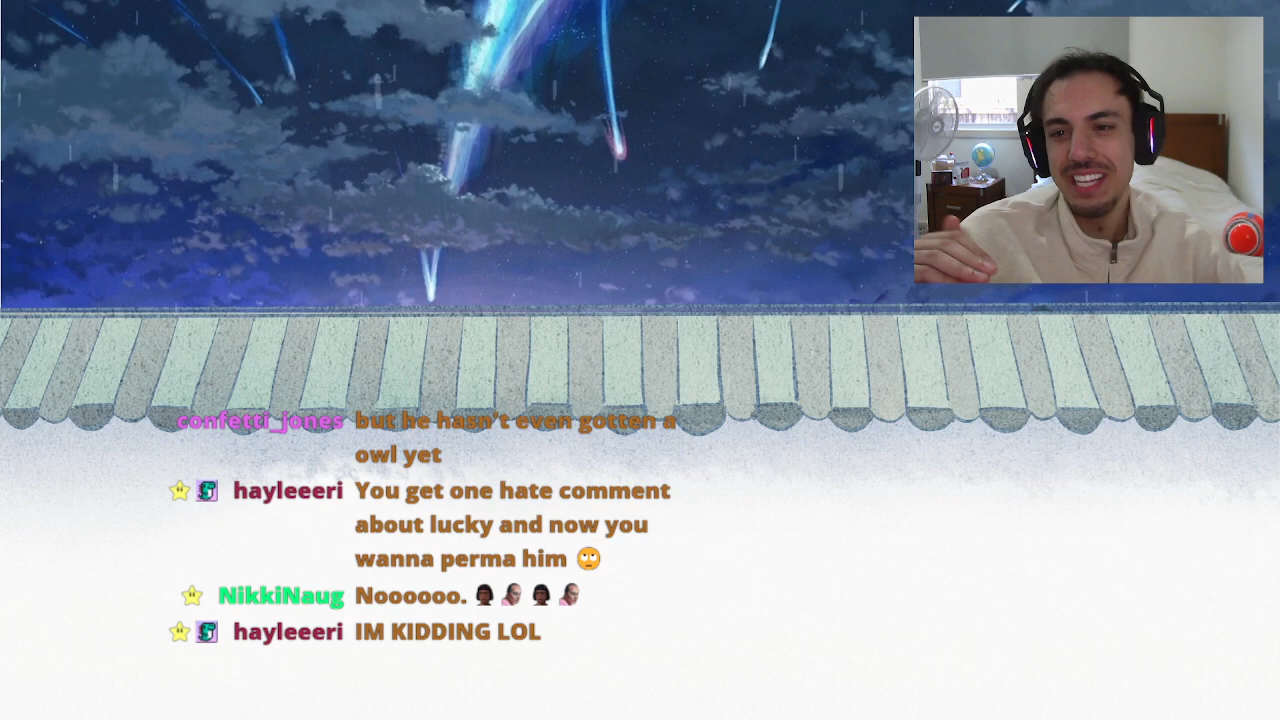 confetti_jones but he hasn't even gotten a
owl yet
hayleeeri You get one hate comment
about lucky and now you
wanna perma him 🙄
NikkiNaug Noooooo.
hayleeeri IM KIDDING LOL